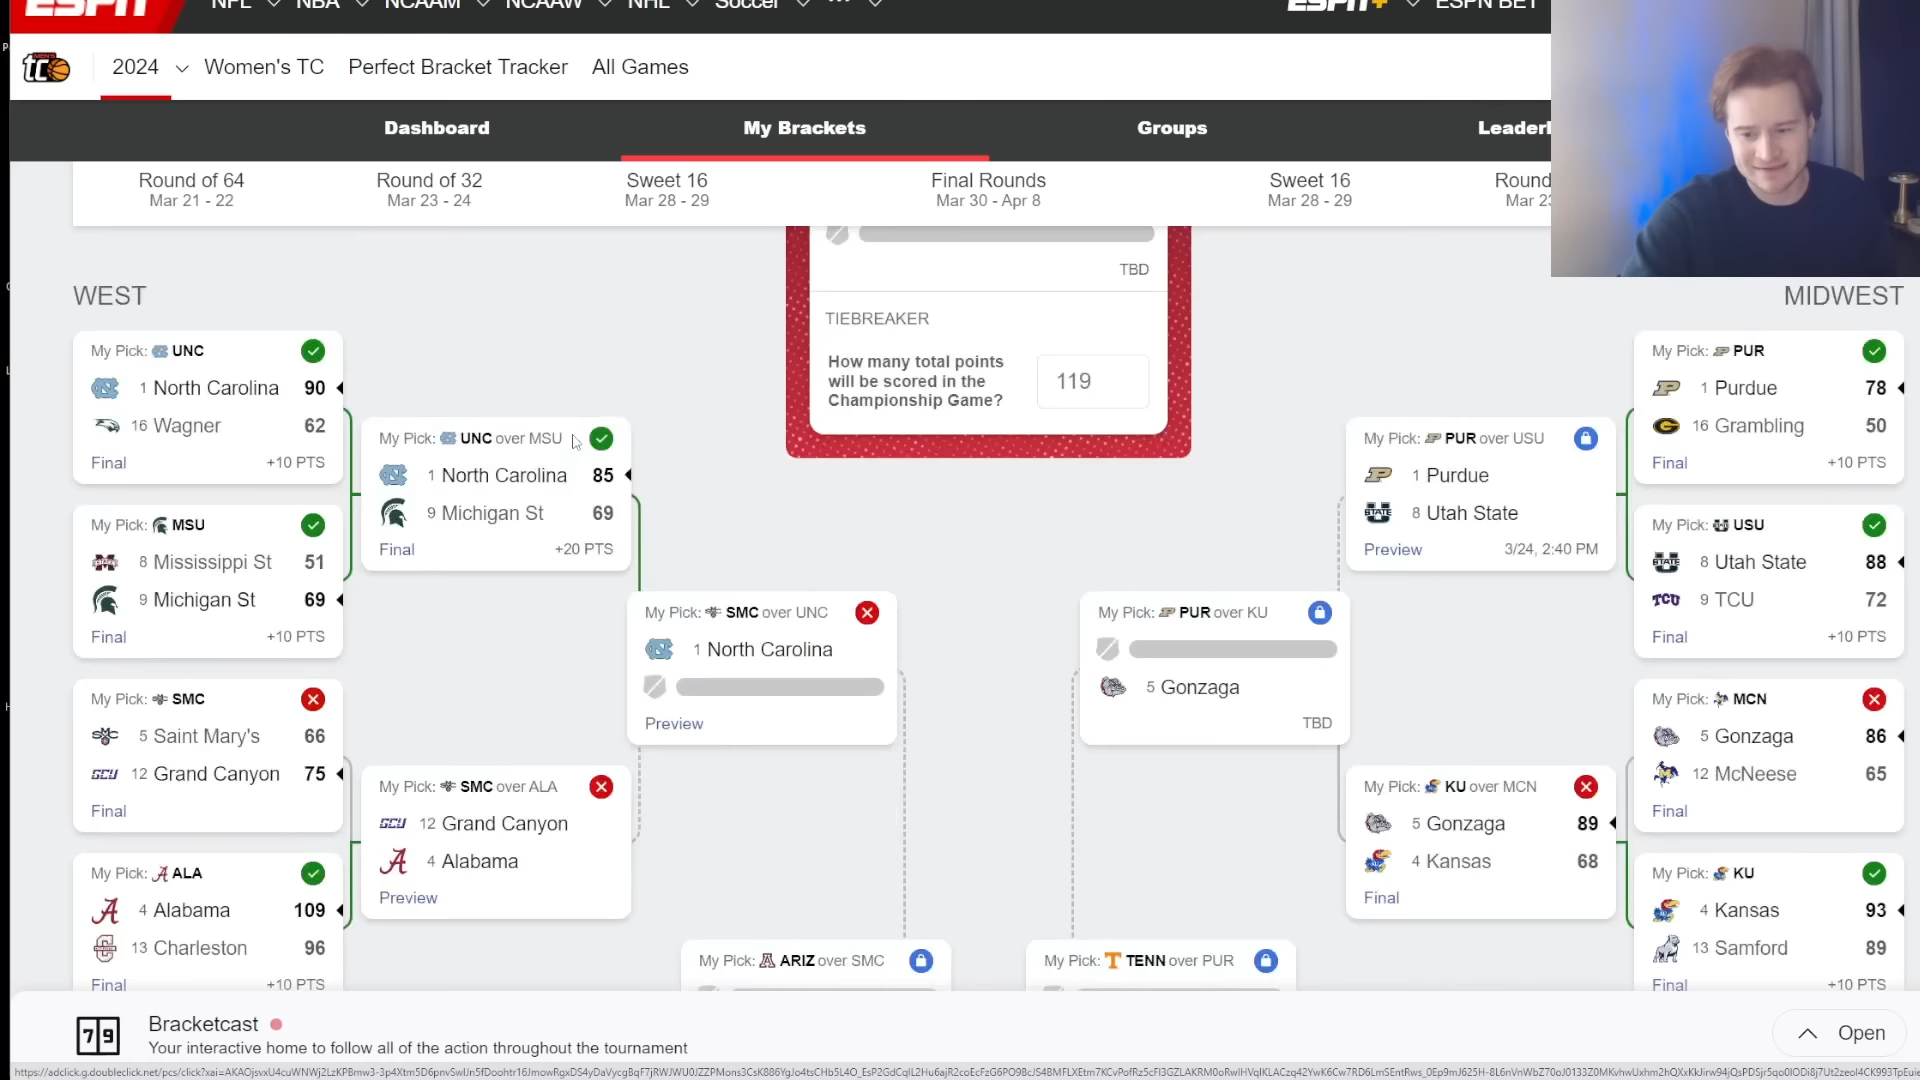 ESPN NFL NBA NCAAM NCAAW NHL Soccer ... ESPN+ ESPN BET
tc 2024 Women's TC Perfect Bracket Tracker All Games
Dashboard My Brackets Groups Leaderl
Round of 64 Round of 32 Sweet 16 Final Rounds Sweet 16 Round
Mar 21 - 22 Mar 23 - 24 Mar 28 - 29 Mar 30 - Apr 8 Mar 28 - 29 Mar 23
TBD
TIEBREAKER
How many total points
will be scored in the
Championship Game?
119
WEST
My Pick: UNC
1 North Carolina 90
16 Wagner 62
Final +10 PTS
My Pick: MSU
8 Mississippi St 51
9 Michigan St 69
Final +10 PTS
My Pick: SMC
5 Saint Mary's 66
12 Grand Canyon 75
Final
My Pick: ALA
4 Alabama 109
13 Charleston 96
Final +10 PTS
My Pick: UNC over MSU
1 North Carolina 85
9 Michigan St 69
Final +20 PTS
My Pick: SMC over ALA
12 Grand Canyon
4 Alabama
Preview
My Pick: SMC over UNC
1 North Carolina
Preview
My Pick: ARIZ over SMC
My Pick: PUR over KU
5 Gonzaga
TBD
My Pick: TENN over PUR
My Pick: PUR over USU
1 Purdue
8 Utah State
Preview 3/24, 2:40 PM
My Pick: KU over MCN
5 Gonzaga 89
4 Kansas 68
Final
MIDWEST
My Pick: PUR
1 Purdue 78
16 Grambling 50
Final +10 PTS
My Pick: USU
8 Utah State 88
9 TCU 72
Final +10 PTS
My Pick: MCN
5 Gonzaga 86
12 McNeese 65
Final
My Pick: KU
4 Kansas 93
13 Samford 89
Final +10 PTS
79 Bracketcast
Your interactive home to follow all of the action throughout the tournament
Open